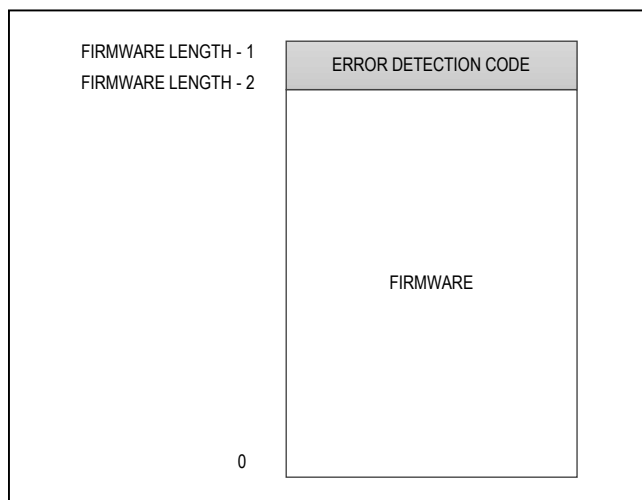 FIRMWARE LENGTH - 1
ERROR DETECTION CODE
FIRMWARE LENGTH - 2
FIRMWARE
0